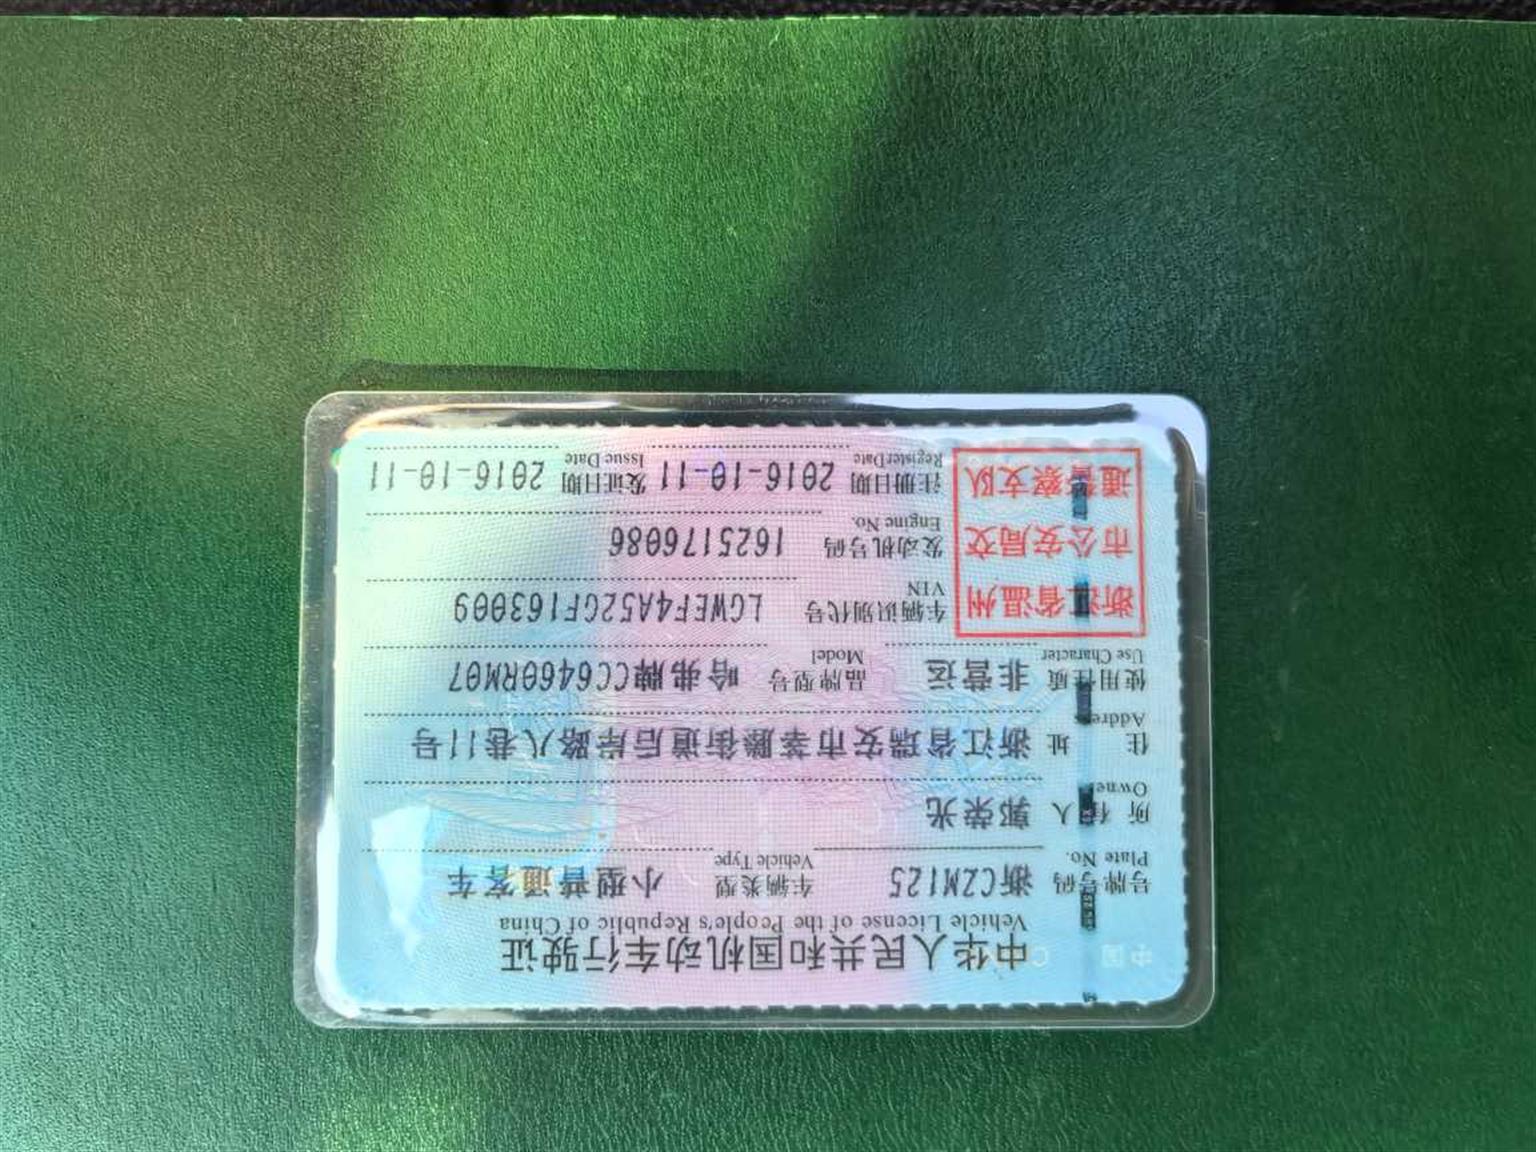 中华人民共和国机动车行驶证
Vehicle License of the People's Republic of China
号牌号码 浙CZM125 车辆类型 小型普通客车
Plate No. Vehicle Type
所有人 郭荣光
Owner
住址 浙江省瑞安市莘塍街道后岸路八巷11号
Address
使用性质 非营运 品牌型号 哈弗牌CC6460RM07
Use Character Model
浙江省温州
市公安局交
通警察支队
车辆识别代号 LGWEF4A52GF163009
VIN
发动机号码 1625176086
Engine No.
注册日期 2016-10-11 发证日期 2016-10-11
Register Date Issue Date
中国